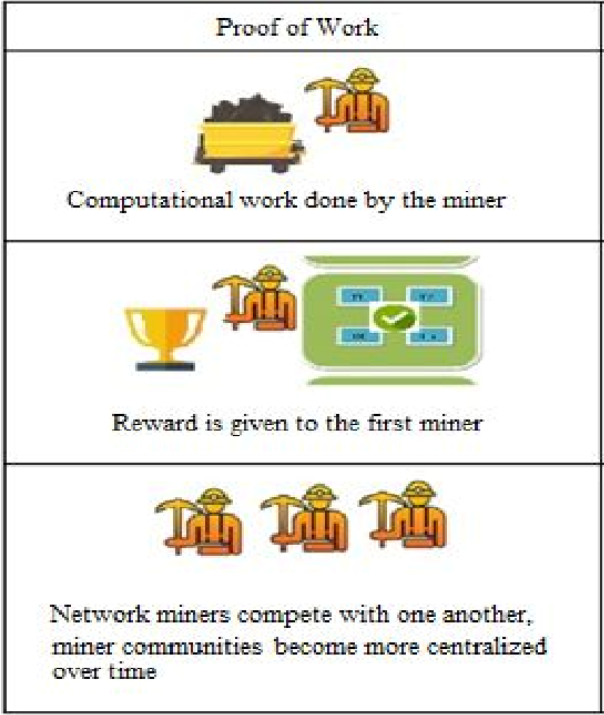 Proof of Work
Computational work done by the miner
Reward is given to the first miner
Network miners compete with one another,
miner communities become more centralized
over time